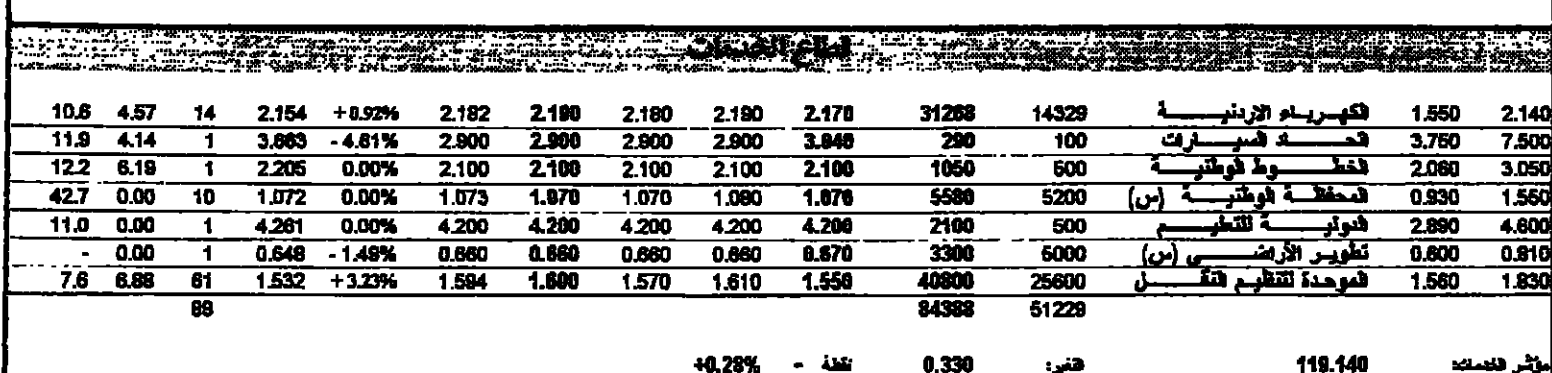 قطاع الخدمات
2.140 1.550 الكهرباء الاردنية 14329 31268 2.170 2.190 2.180 2.190 2.182 +0.92% 2.154 14 4.57 10.6
7.500 3.750 اتحاد السيارات 100 290 2.900 2.900 2.900 2.900 -4.61% 3.663 1 4.14 11.9
3.050 2.060 الخطوط الوطنية 500 1050 2.100 2.100 2.100 2.100 2.100 0.00% 2.205 1 6.19 12.2
1.550 0.930 المحفظة الوطنية (س) 5200 5580 1.070 1.080 1.070 1.070 1.073 0.00% 1.072 10 0.00 42.7
4.600 2.890 للتعليم 500 2100 4.200 4.200 4.200 4.200 4.200 0.00% 4.261 1 0.00 11.0
0.810 0.600 تطوير الأراضي (س) 5000 3300 0.670 0.660 0.660 0.660 0.660 -1.49% 0.648 1 0.00 -
1.830 1.560 الموحدة لتنظيم النقل 25600 40800 1.550 1.610 1.570 1.600 1.594 +3.23% 1.532 61 6.88 7.6
51229 84388 89
مؤشر الخدمات: 119.140 التغير: 0.330 نقطة - +0.28%